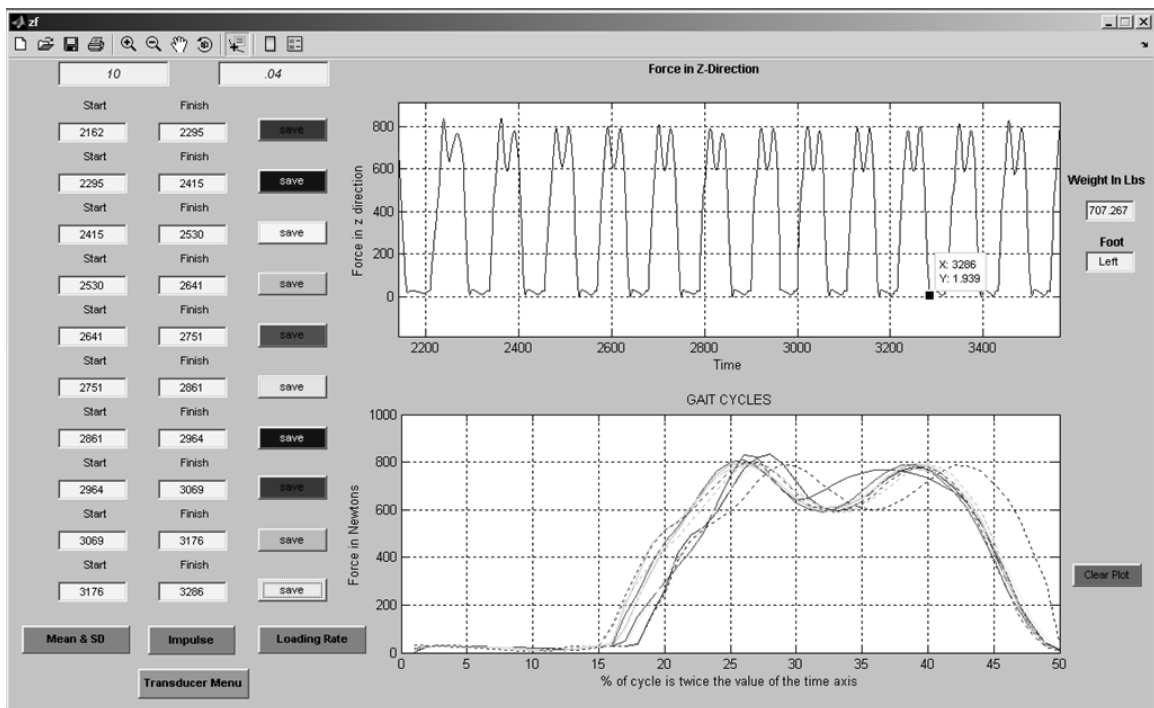 zf
10 .04
Start Finish
2162 2295 save
Start Finish
2295 2415 save
Start Finish
2415 2530 save
Start Finish
2530 2641 save
Start Finish
2641 2751 save
Start Finish
2751 2861 save
Start Finish
2861 2964 save
Start Finish
2964 3069 save
Start Finish
3069 3176 save
Start Finish
3176 3286 save
Mean & SD Impulse Loading Rate
Transducer Menu
Force in Z-Direction
Force in z direction
800
600
400
200
0
X: 3286
Y: 1.939
2200 2400 2600 2800 3000 3200 3400
Time
Weight In Lbs
707.267
Foot
Left
GAIT CYCLES
Force in Newtons
1000
800
600
400
200
0
0 5 10 15 20 25 30 35 40 45 50
% of cycle is twice the value of the time axis
Clear Plot